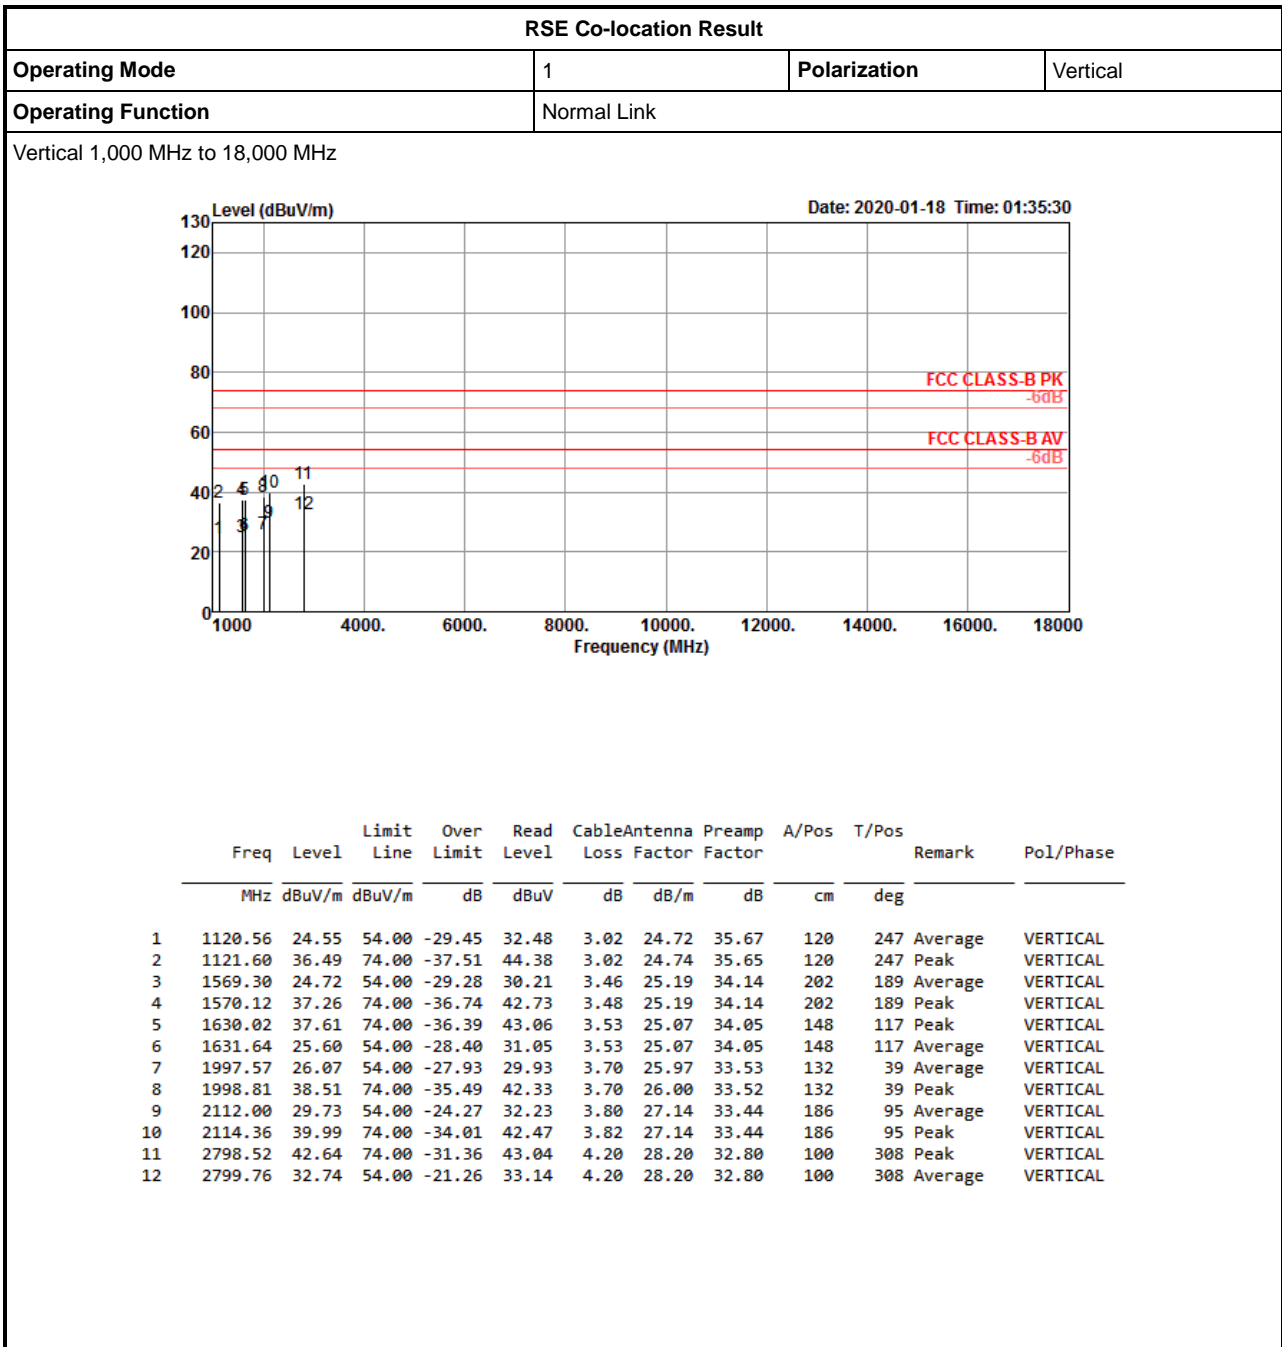 RSE Co-location Result
Operating Mode 1 Polarization Vertical
Operating Function Normal Link
Vertical 1,000 MHz to 18,000 MHz
Level (dBuV/m) Date: 2020-01-18 Time: 01:35:30
130
120
100
80
FCC CLASS-B PK
-6dB
60
FCC CLASS-B AV
-6dB
40
2 4 5 8 10 11
1 3 6 7 9 12
20
0
1000 4000. 6000. 8000. 10000. 12000. 14000. 16000. 18000
Frequency (MHz)
Limit Over Read CableAntenna Preamp A/Pos T/Pos
Freq Level Line Limit Level Loss Factor Factor Remark Pol/Phase
MHz dBuV/m dBuV/m dB dBuV dB dB/m dB cm deg
1 1120.56 24.55 54.00 -29.45 32.48 3.02 24.72 35.67 120 247 Average VERTICAL
2 1121.60 36.49 74.00 -37.51 44.38 3.02 24.74 35.65 120 247 Peak VERTICAL
3 1569.30 24.72 54.00 -29.28 30.21 3.46 25.19 34.14 202 189 Average VERTICAL
4 1570.12 37.26 74.00 -36.74 42.73 3.48 25.19 34.14 202 189 Peak VERTICAL
5 1630.02 37.61 74.00 -36.39 43.06 3.53 25.07 34.05 148 117 Peak VERTICAL
6 1631.64 25.60 54.00 -28.40 31.05 3.53 25.07 34.05 148 117 Average VERTICAL
7 1997.57 26.07 54.00 -27.93 29.93 3.70 25.97 33.53 132 39 Average VERTICAL
8 1998.81 38.51 74.00 -35.49 42.33 3.70 26.00 33.52 132 39 Peak VERTICAL
9 2112.00 29.73 54.00 -24.27 32.23 3.80 27.14 33.44 186 95 Average VERTICAL
10 2114.36 39.99 74.00 -34.01 42.47 3.82 27.14 33.44 186 95 Peak VERTICAL
11 2798.52 42.64 74.00 -31.36 43.04 4.20 28.20 32.80 100 308 Peak VERTICAL
12 2799.76 32.74 54.00 -21.26 33.14 4.20 28.20 32.80 100 308 Average VERTICAL